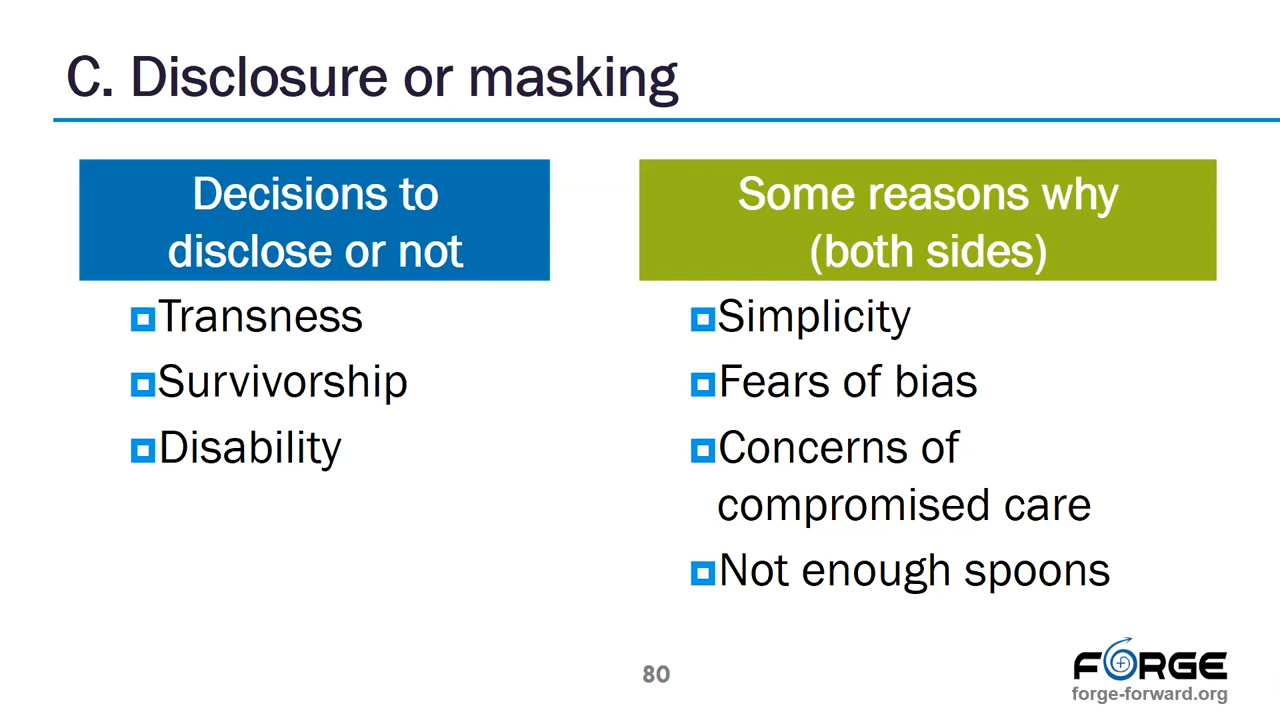 C. Disclosure or masking
Decisions to
disclose or not
Transness
Survivorship
Disability
Some reasons why
(both sides)
Simplicity
Fears of bias
Concerns of
compromised care
Not enough spoons
80
FORGE
forge-forward.org